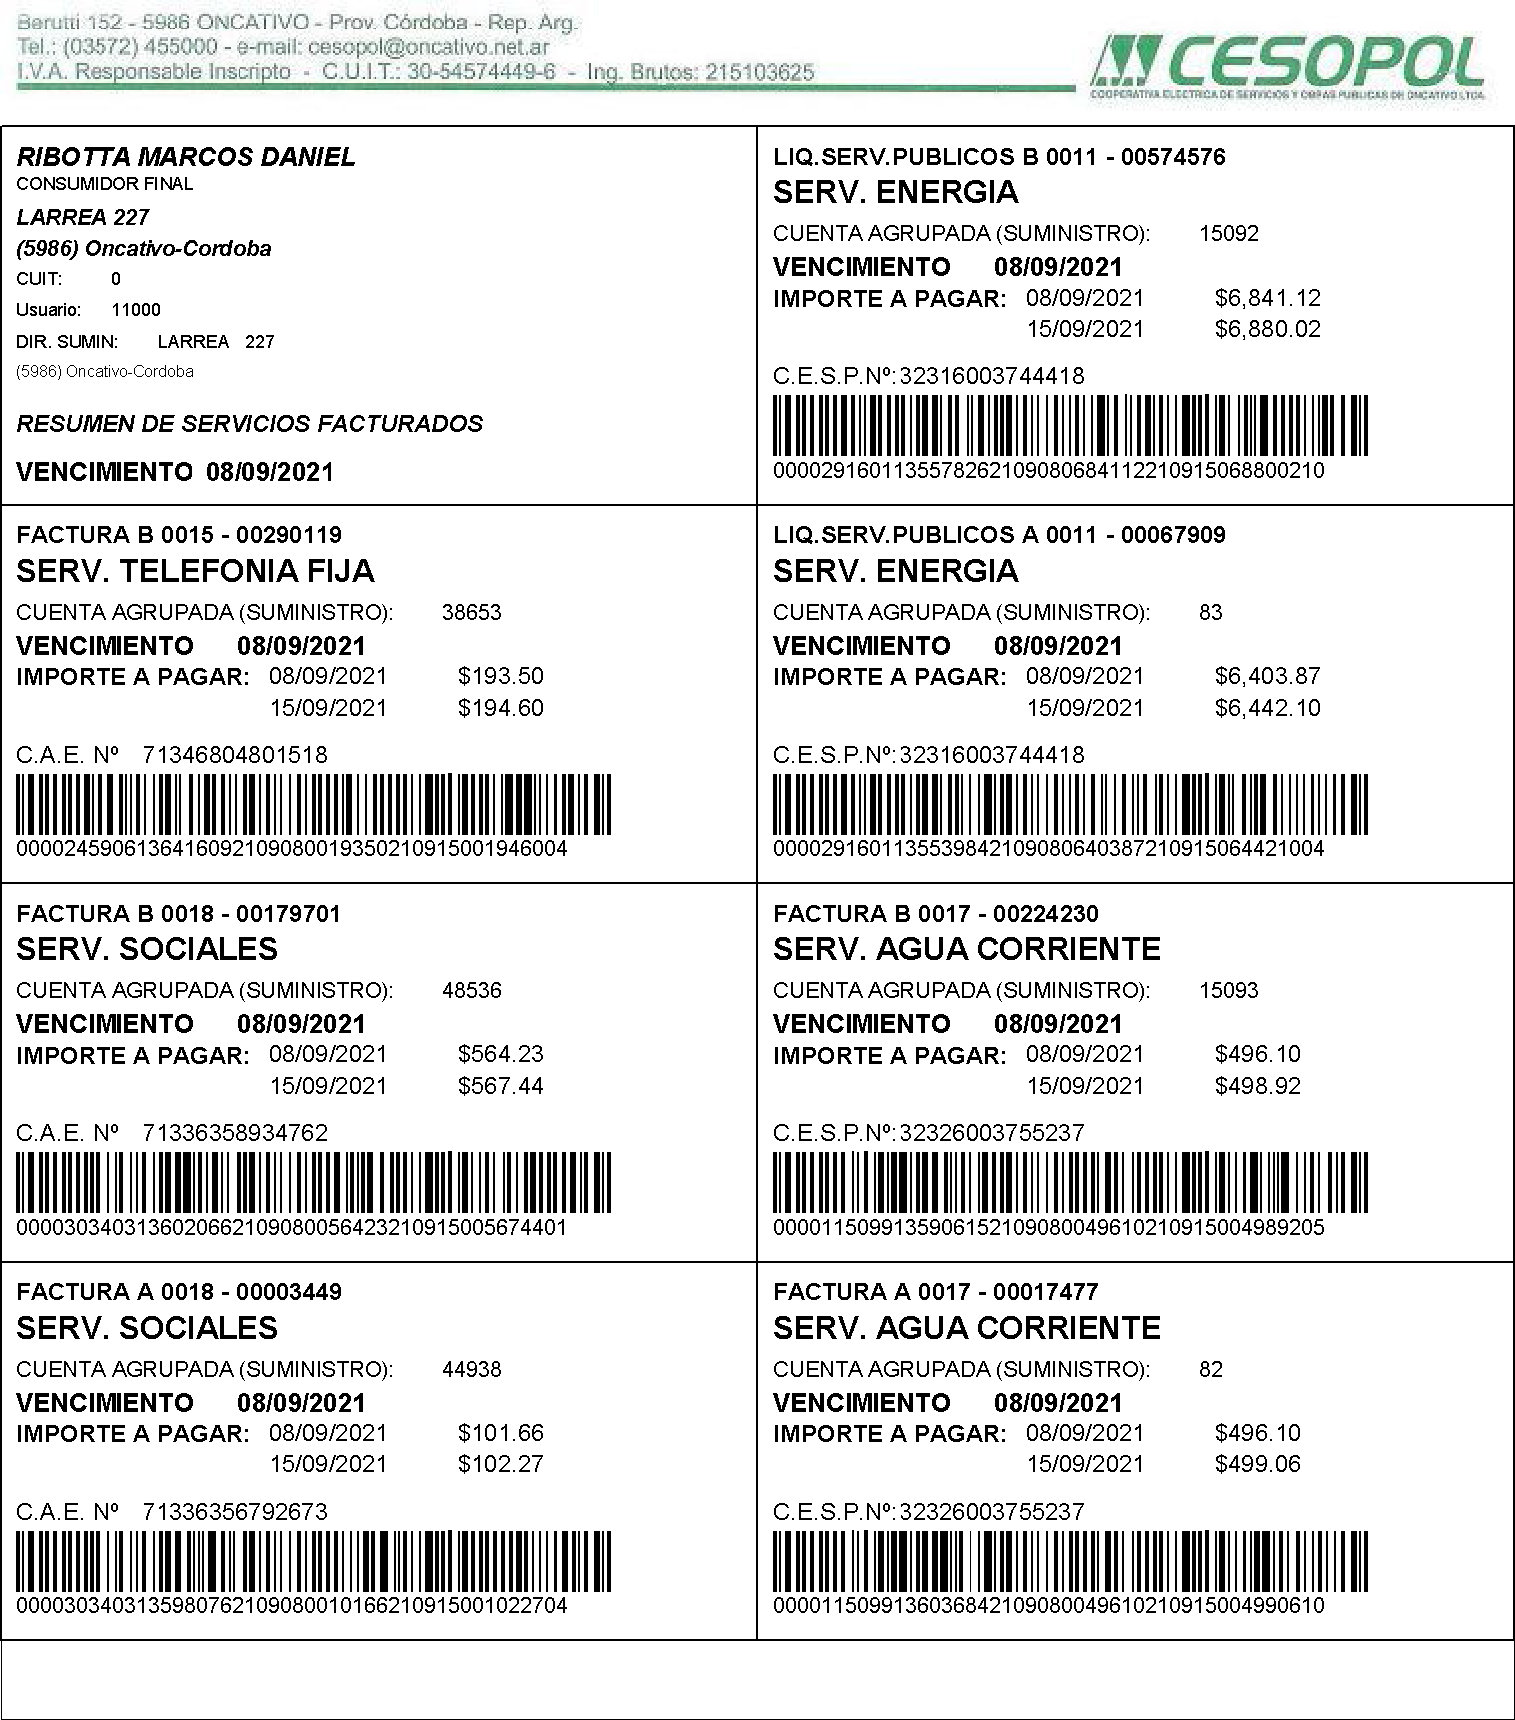 Berutti 152 - 5986 ONCATIVO - Prov. Córdoba - Rep. Arg.
Tel.: (03572) 455000 - e-mail: cesopol@oncativo.net.ar
I.V.A. Responsable Inscripto - C.U.I.T.: 30-54574449-6 - Ing. Brutos: 215103625
CESOPOL
COOPERATIVA ELECTRICA DE SERVICIOS Y OBRAS PUBLICAS DE ONCATIVO LTDA.
RIBOTTA MARCOS DANIEL
CONSUMIDOR FINAL
LARREA 227
(5986) Oncativo-Cordoba
CUIT: 0
Usuario: 11000
DIR. SUMIN: LARREA 227
(5986) Oncativo-Cordoba
RESUMEN DE SERVICIOS FACTURADOS
VENCIMIENTO 08/09/2021
LIQ.SERV.PUBLICOS B 0011 - 00574576
SERV. ENERGIA
CUENTA AGRUPADA (SUMINISTRO): 15092
VENCIMIENTO 08/09/2021
IMPORTE A PAGAR: 08/09/2021 $6,841.12
15/09/2021 $6,880.02
C.E.S.P.Nº: 32316003744418
0000291601135578262109080684112210915068800210
FACTURA B 0015 - 00290119
SERV. TELEFONIA FIJA
CUENTA AGRUPADA (SUMINISTRO): 38653
VENCIMIENTO 08/09/2021
IMPORTE A PAGAR: 08/09/2021 $193.50
15/09/2021 $194.60
C.A.E. Nº 71346804801518
0000245906136416092109080019350210915001946004
LIQ.SERV.PUBLICOS A 0011 - 00067909
SERV. ENERGIA
CUENTA AGRUPADA (SUMINISTRO): 83
VENCIMIENTO 08/09/2021
IMPORTE A PAGAR: 08/09/2021 $6,403.87
15/09/2021 $6,442.10
C.E.S.P.Nº: 32316003744418
0000291601135539842109080640387210915064421004
FACTURA B 0018 - 00179701
SERV. SOCIALES
CUENTA AGRUPADA (SUMINISTRO): 48536
VENCIMIENTO 08/09/2021
IMPORTE A PAGAR: 08/09/2021 $564.23
15/09/2021 $567.44
C.A.E. Nº 71336358934762
0000303403136020662109080056423210915005674401
FACTURA B 0017 - 00224230
SERV. AGUA CORRIENTE
CUENTA AGRUPADA (SUMINISTRO): 15093
VENCIMIENTO 08/09/2021
IMPORTE A PAGAR: 08/09/2021 $496.10
15/09/2021 $498.92
C.E.S.P.Nº: 32326003755237
0000115099135906152109080049610210915004989205
FACTURA A 0018 - 00003449
SERV. SOCIALES
CUENTA AGRUPADA (SUMINISTRO): 44938
VENCIMIENTO 08/09/2021
IMPORTE A PAGAR: 08/09/2021 $101.66
15/09/2021 $102.27
C.A.E. Nº 71336356792673
0000303403135980762109080010166210915001022704
FACTURA A 0017 - 00017477
SERV. AGUA CORRIENTE
CUENTA AGRUPADA (SUMINISTRO): 82
VENCIMIENTO 08/09/2021
IMPORTE A PAGAR: 08/09/2021 $496.10
15/09/2021 $499.06
C.E.S.P.Nº: 32326003755237
0000115099136036842109080049610210915004990610